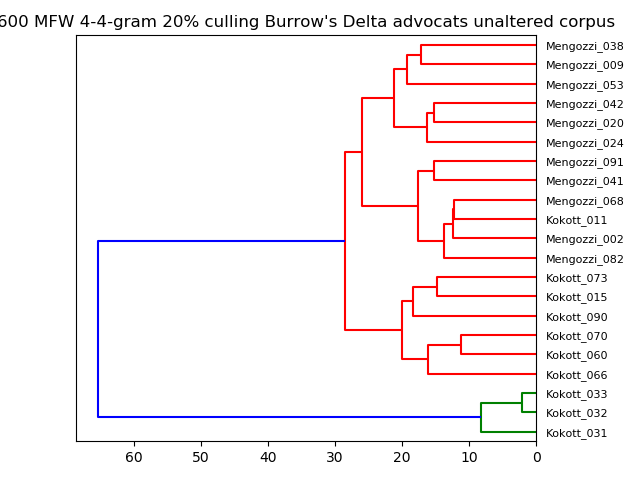 600 MFW 4-4-gram 20% culling Burrow's Delta advocats unaltered corpus
Mengozzi_038
Mengozzi_009
Mengozzi_053
Mengozzi_042
Mengozzi_020
Mengozzi_024
Mengozzi_091
Mengozzi_041
Mengozzi_068
Kokott_011
Mengozzi_002
Mengozzi_082
Kokott_073
Kokott_015
Kokott_090
Kokott_070
Kokott_060
Kokott_066
Kokott_033
Kokott_032
Kokott_031
60 50 40 30 20 10 0